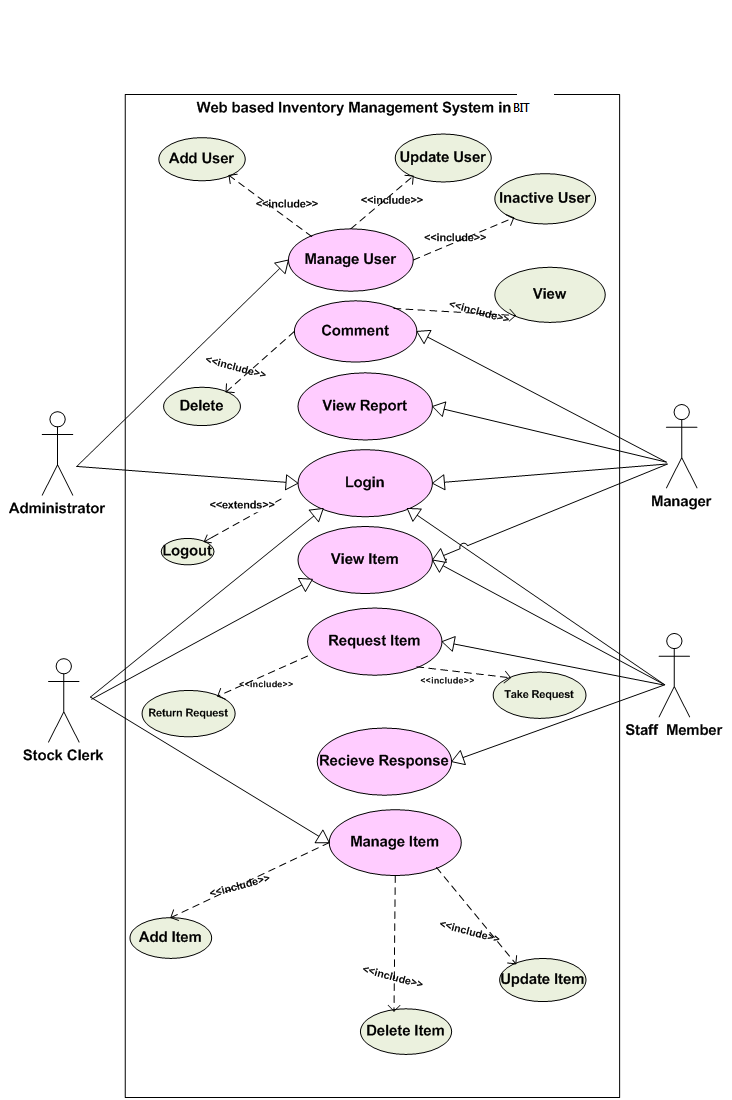 Web based Inventory Management System in BIT
Add User
Update User
<<include>>
<<include>>
Inactive User
<<include>>
Manage User
View
<<include>>
Comment
<<include>>
Delete
View Report
Login
Administrator
Manager
<<extends>>
Logout
View Item
Request Item
<<include>>
<<include>>
Return Request
Take Request
Stock Clerk
Staff Member
Recieve Response
Manage Item
<<include>>
Add Item
<<include>>
<<include>>
Update Item
Delete Item